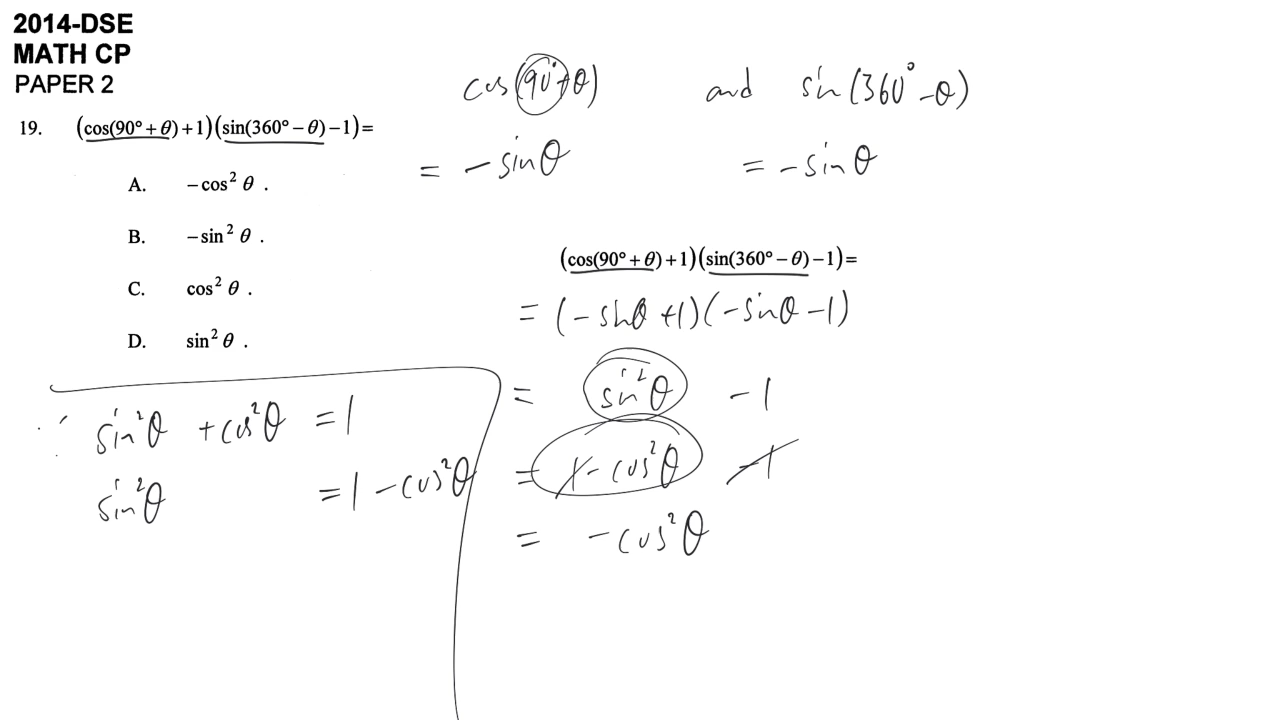 2014-DSE
MATH CP
PAPER 2
19. (cos(90° + θ) + 1)(sin(360° − θ) − 1) =
A. −cos² θ .
B. −sin² θ .
C. cos² θ .
D. sin² θ .
cos(90°+θ) and sin(360°−θ)
= −sinθ = −sinθ
(cos(90° + θ) + 1)(sin(360° − θ) − 1) =
= (−sinθ +1)(−sinθ −1)
= sin²θ −1
= 1−cos²θ −1
= −cos²θ
∵ sin²θ +cos²θ =1
sin²θ =1 −cos²θ